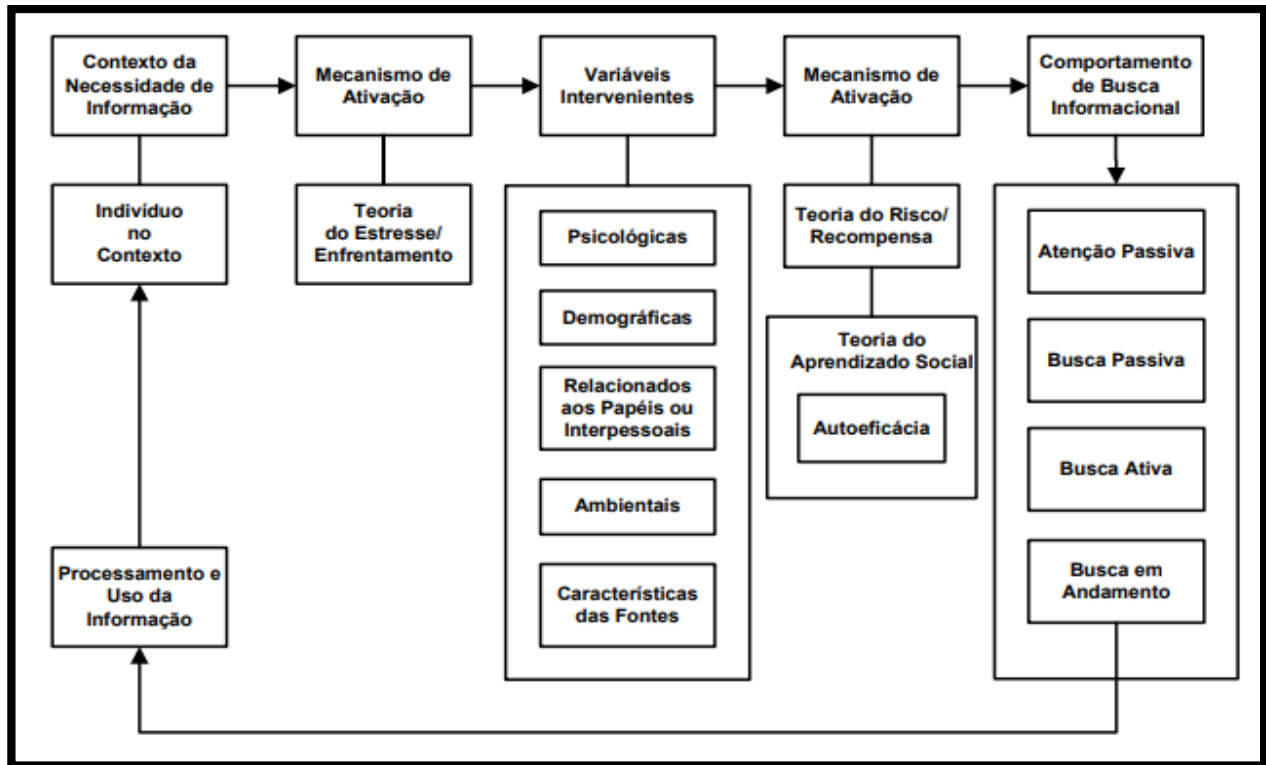 Contexto da
Necessidade de
Informação
Mecanismo de
Ativação
Variáveis
Intervenientes
Mecanismo de
Ativação
Comportamento
de Busca
Informacional
Indivíduo
no
Contexto
Teoria
do Estresse/
Enfrentamento
Psicológicas
Demográficas
Relacionados
aos Papéis ou
Interpessoais
Ambientais
Características
das Fontes
Teoria do Risco/
Recompensa
Teoria do
Aprendizado Social
Autoeficácia
Atenção Passiva
Busca Passiva
Busca Ativa
Busca em
Andamento
Processamento e
Uso da
Informação